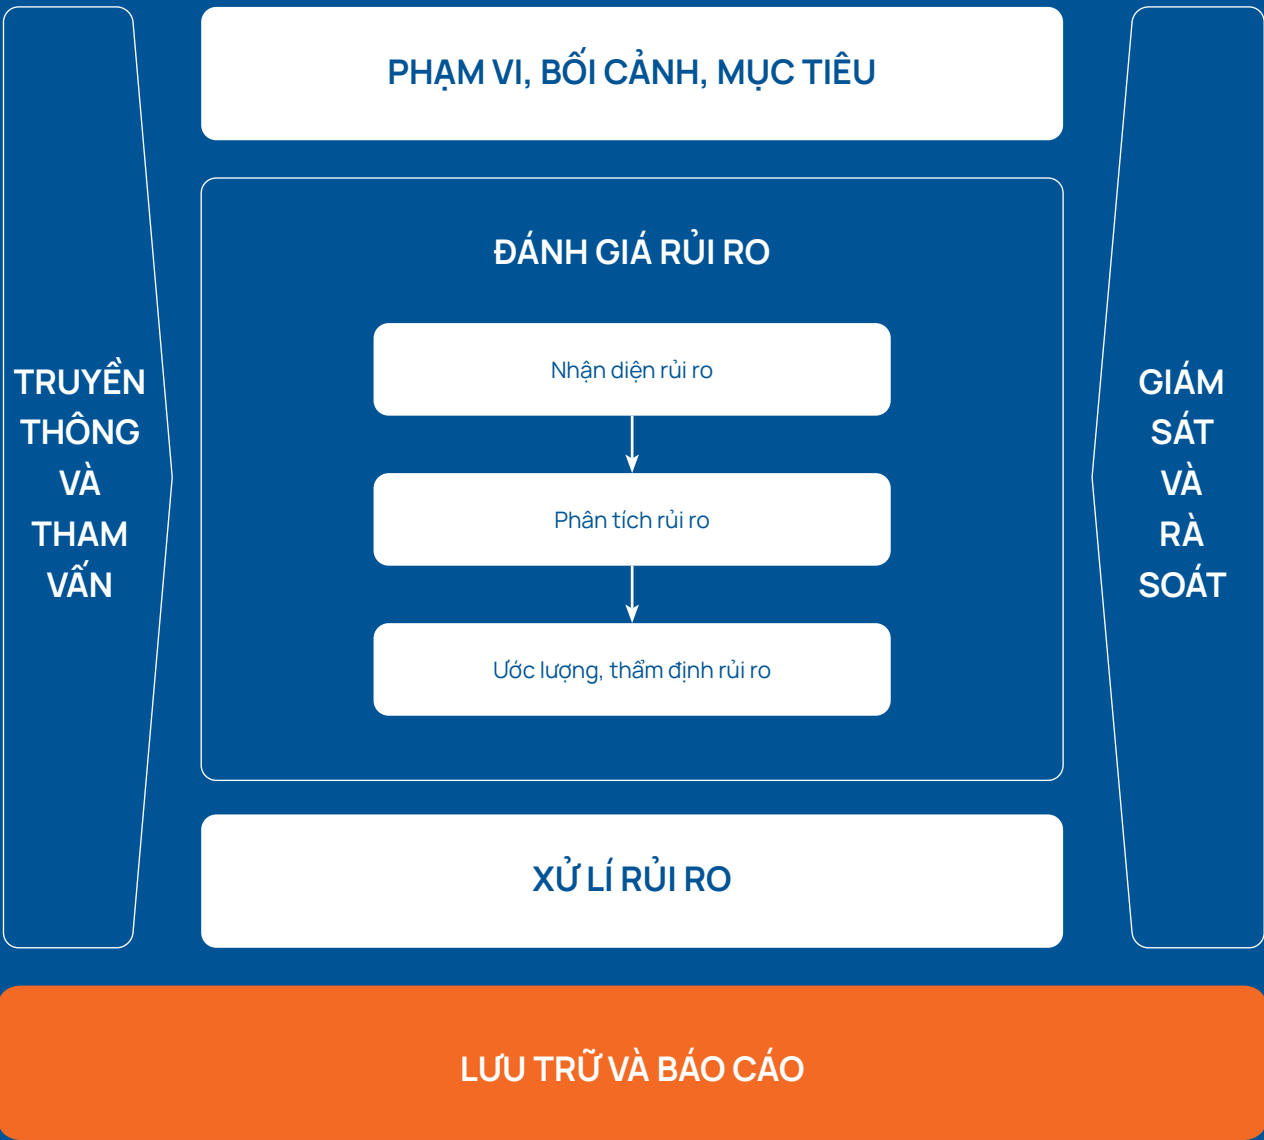 PHẠM VI, BỐI CẢNH, MỤC TIÊU
ĐÁNH GIÁ RỦI RO
Nhận diện rủi ro
Phân tích rủi ro
Ước lượng, thẩm định rủi ro
XỬ LÍ RỦI RO
TRUYỀN
THÔNG
VÀ
THAM
VẤN
GIÁM
SÁT
VÀ
RÀ
SOÁT
LƯU TRỮ VÀ BÁO CÁO